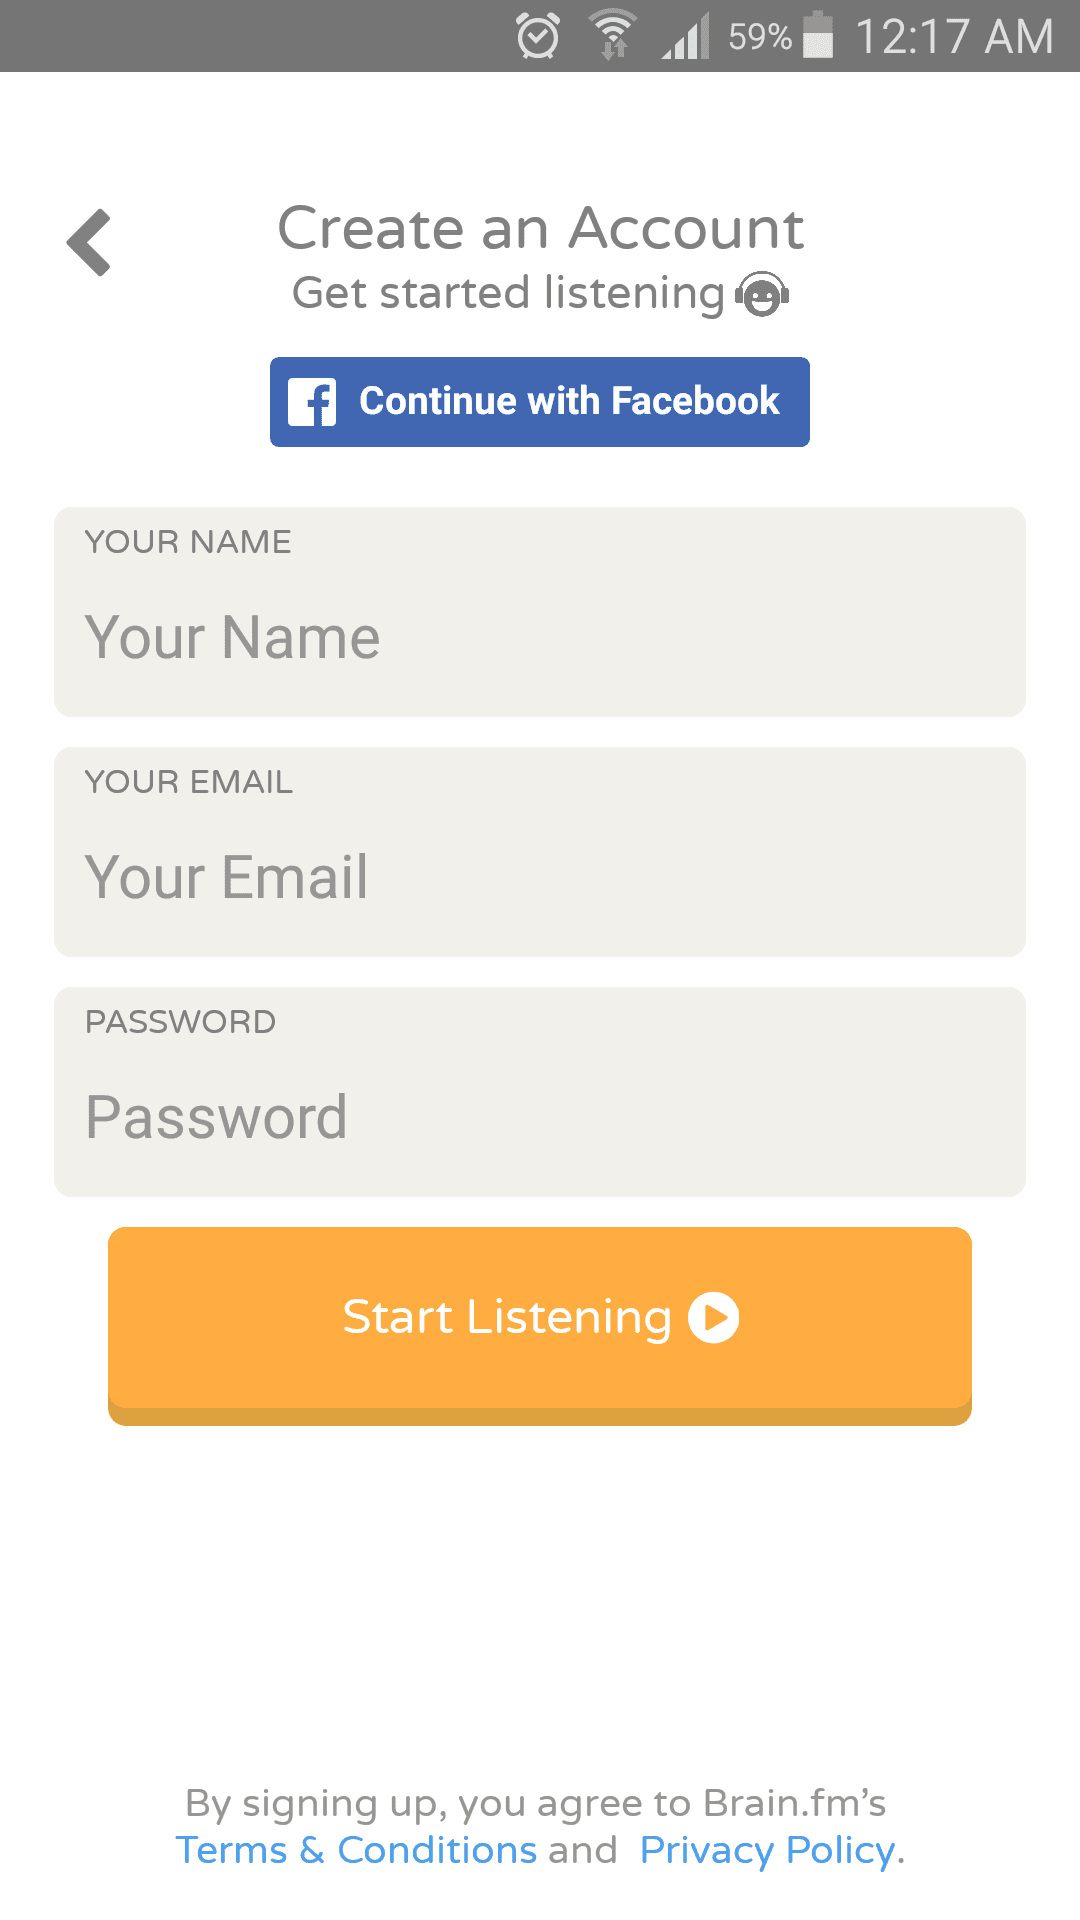 59% 12:17 AM
Create an Account
Get started listening
Continue with Facebook
YOUR NAME
Your Name
YOUR EMAIL
Your Email
PASSWORD
Password
Start Listening
By signing up, you agree to Brain.fm’s
Terms & Conditions and Privacy Policy.